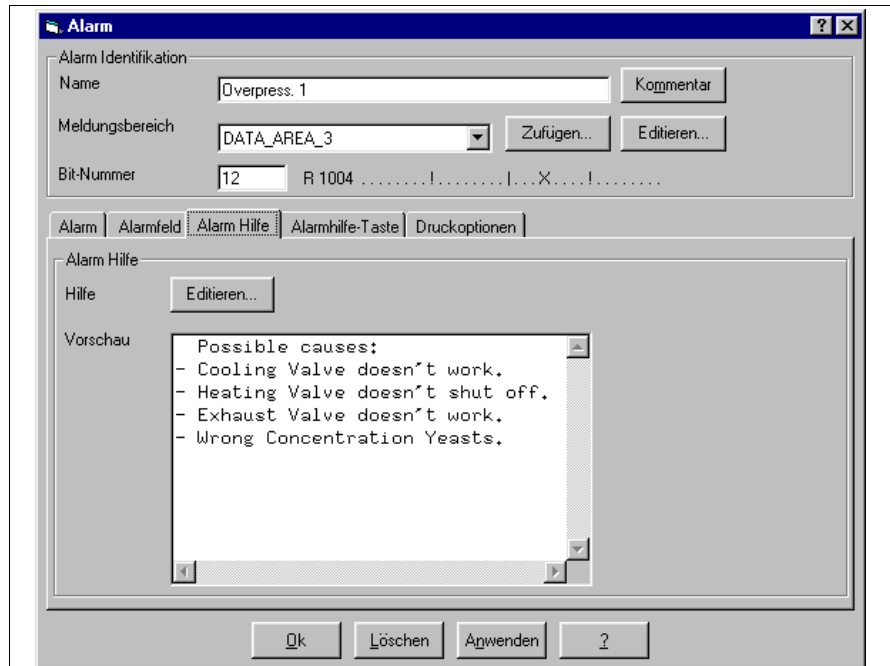 Alarm
Alarm Identifikation
Name Overpress. 1 Kommentar
Meldungsbereich DATA_AREA_3 Zufügen... Editieren...
Bit-Nummer 12 R 1004 ........!........|...X....!........
Alarm Alarmfeld Alarm Hilfe Alarmhilfe-Taste Druckoptionen
Alarm Hilfe
Hilfe Editieren...
Vorschau
Possible causes:
- Cooling Valve doesn't work.
- Heating Valve doesn't shut off.
- Exhaust Valve doesn't work.
- Wrong Concentration Yeasts.
Ok Löschen Anwenden ?